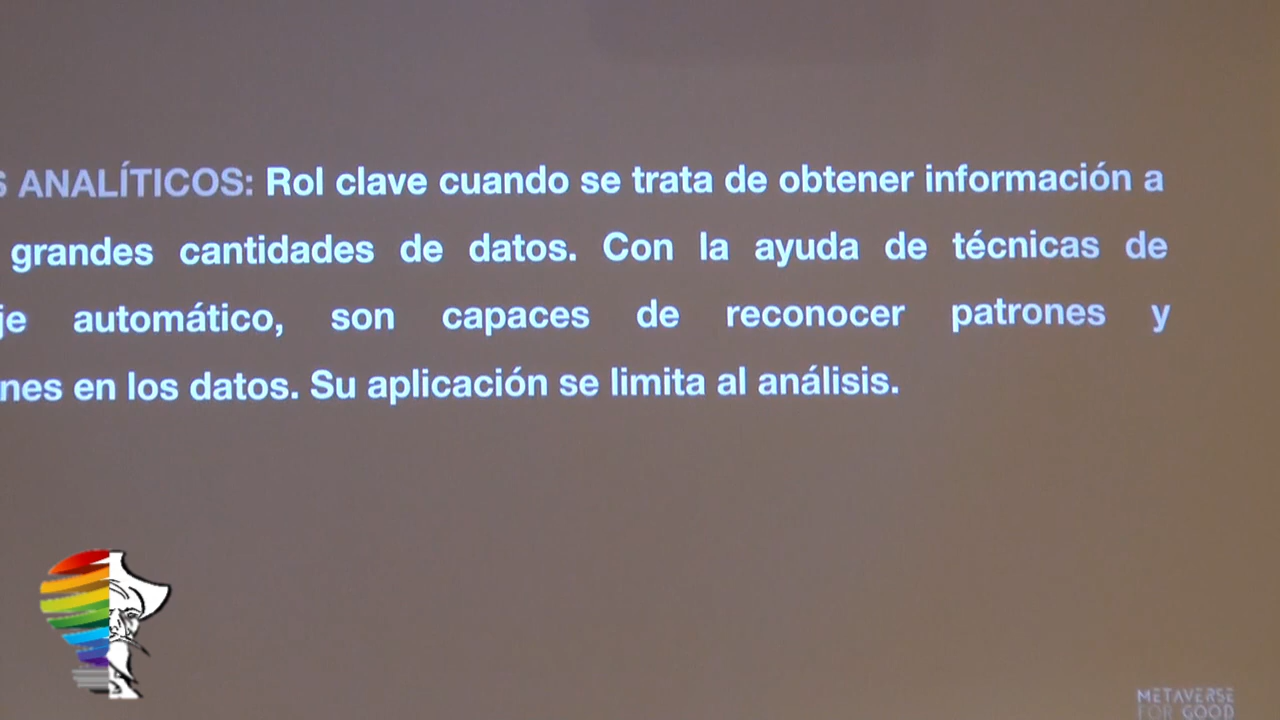 ANALÍTICOS: Rol clave cuando se trata de obtener información a
grandes cantidades de datos. Con la ayuda de técnicas de
automático, son capaces de reconocer patrones y
en los datos. Su aplicación se limita al análisis.
METAVERSE
FOR GOOD